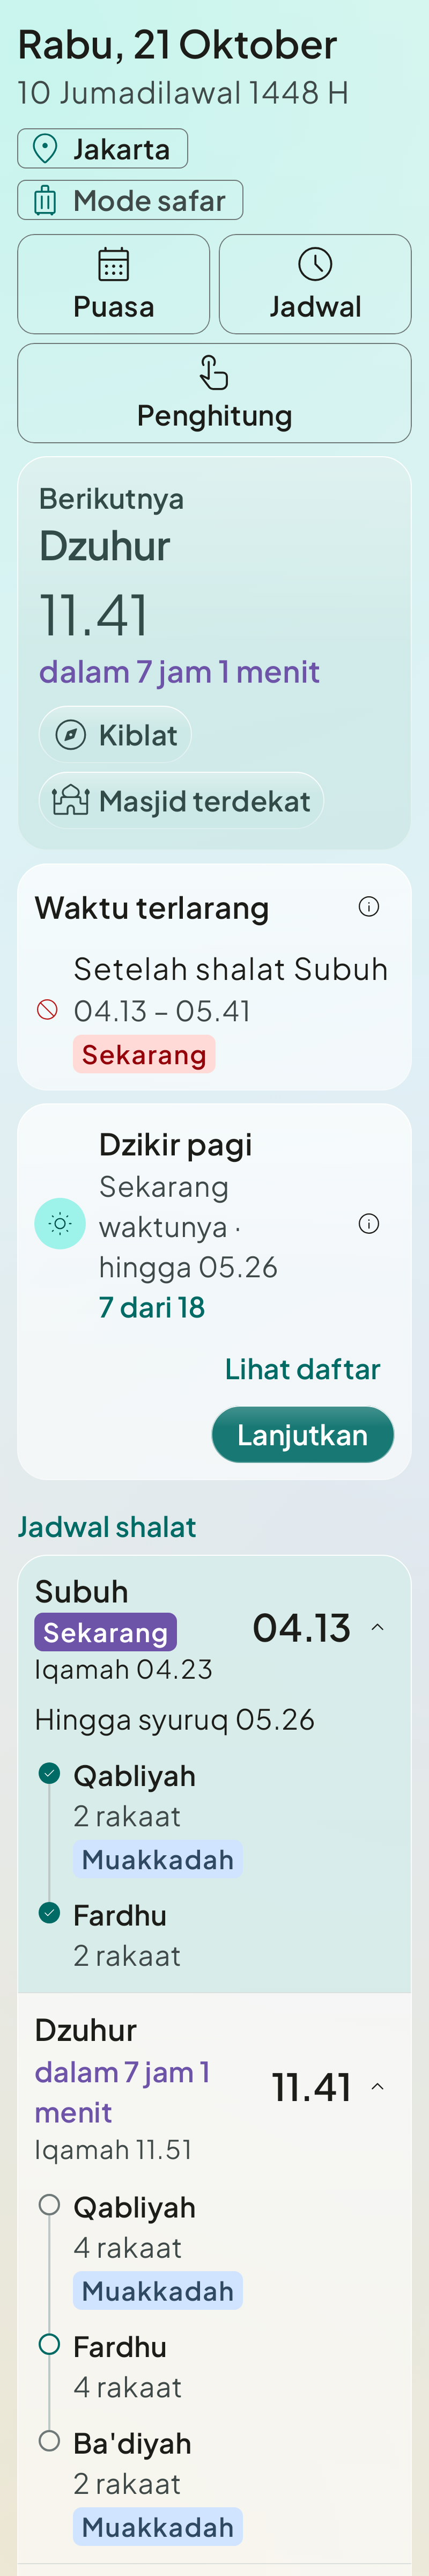 Rabu, 21 Oktober
10 Jumadilawal 1448 H
Jakarta
Mode safar
Puasa
Jadwal
Penghitung
Berikutnya
Dzuhur
11.41
dalam 7 jam 1 menit
Kiblat
Masjid terdekat
Waktu terlarang
Setelah shalat Subuh
04.13 – 05.41
Sekarang
Dzikir pagi
Sekarang
waktunya ·
hingga 05.26
7 dari 18
Lihat daftar
Lanjutkan
Jadwal shalat
Subuh
Sekarang
04.13
Iqamah 04.23
Hingga syuruq 05.26
Qabliyah
2 rakaat
Muakkadah
Fardhu
2 rakaat
Dzuhur
dalam 7 jam 1
menit
11.41
Iqamah 11.51
Qabliyah
4 rakaat
Muakkadah
Fardhu
4 rakaat
Ba'diyah
2 rakaat
Muakkadah